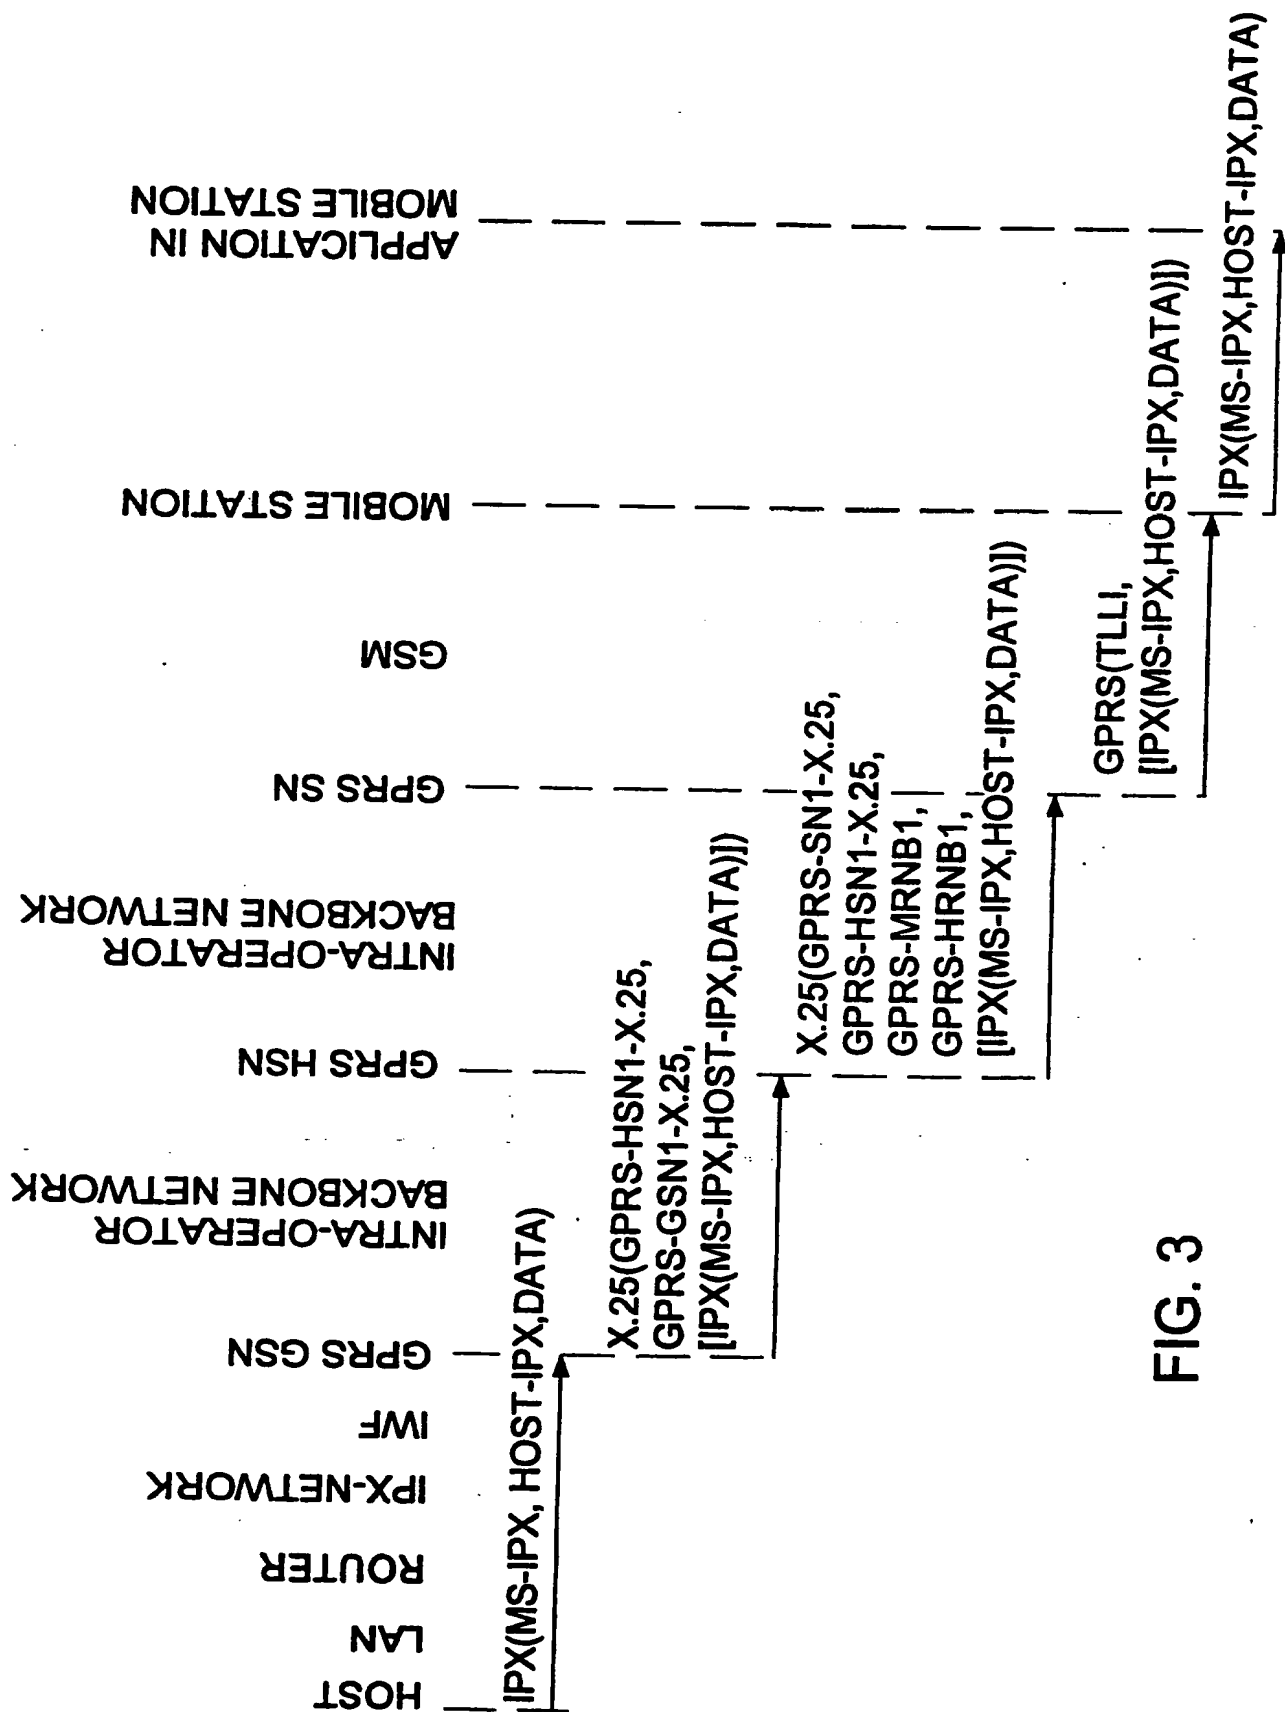 HOST
LAN
ROUTER
IPX-NETWORK
IWF
GPRS GSN
INTRA-OPERATOR
BACKBONE NETWORK
GPRS HSN
INTRA-OPERATOR
BACKBONE NETWORK
GPRS SN
GSM
MOBILE STATION
APPLICATION IN
MOBILE STATION
IPX(MS-IPX, HOST-IPX,DATA)
X.25(GPRS-HSN1-X.25,
GPRS-GSN1-X.25,
[IPX(MS-IPX,HOST-IPX,DATA)])
X.25(GPRS-SN1-X.25,
GPRS-HSN1-X.25,
GPRS-MRNB1,
GPRS-HRNB1,
[IPX(MS-IPX,HOST-IPX,DATA)])
GPRS(TLLI,
[IPX(MS-IPX,HOST-IPX,DATA)])
IPX(MS-IPX,HOST-IPX,DATA)
FIG. 3